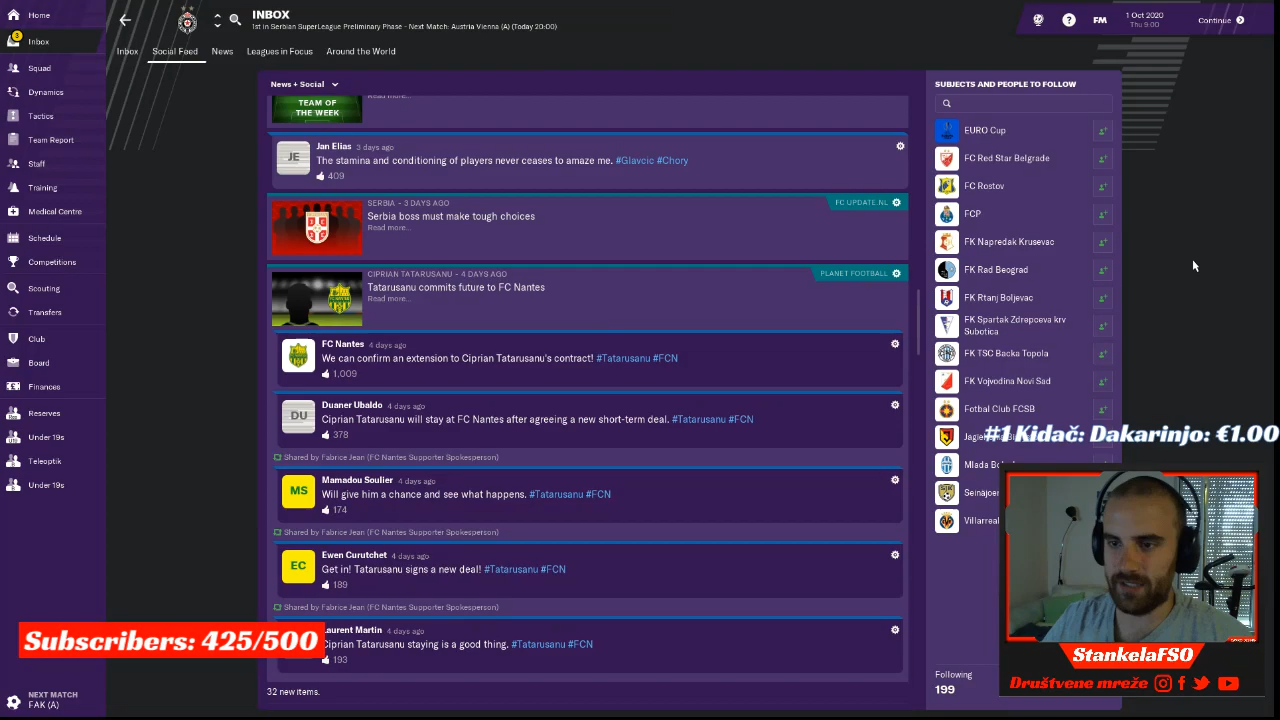 Home
Inbox
3
Squad
Dynamics
Tactics
Team Report
Staff
Training
Medical Centre
Schedule
Competitions
Scouting
Transfers
Club
Board
Finances
Reserves
Under 19s
Teleoptik
Under 19s
NEXT MATCH
FAK (A)
INBOX
1st in Serbian SuperLeague Preliminary Phase - Next Match: Austria Vienna (A) (Today 20:00)
FM
1 Oct 2020
Thu 9:00
Continue
Inbox
Social Feed
News
Leagues in Focus
Around the World
News + Social
TEAM OF
THE WEEK
Read more...
JE
Jan Elias 3 days ago
The stamina and conditioning of players never ceases to amaze me. #Glavcic #Chory
409
SERBIA - 3 DAYS AGO
FC UPDATE.NL
Serbia boss must make tough choices
Read more...
CIPRIAN TATARUSANU - 4 DAYS AGO
PLANET FOOTBALL
Tatarusanu commits future to FC Nantes
Read more...
FC Nantes 4 days ago
We can confirm an extension to Ciprian Tatarusanu's contract! #Tatarusanu #FCN
1,009
DU
Duaner Ubaldo 4 days ago
Ciprian Tatarusanu will stay at FC Nantes after agreeing a new short-term deal. #Tatarusanu #FCN
378
Shared by Fabrice Jean (FC Nantes Supporter Spokesperson)
MS
Mamadou Soulier 4 days ago
Will give him a chance and see what happens. #Tatarusanu #FCN
174
Shared by Fabrice Jean (FC Nantes Supporter Spokesperson)
EC
Ewen Curutchet 4 days ago
Get in! Tatarusanu signs a new deal! #Tatarusanu #FCN
189
Shared by Fabrice Jean (FC Nantes Supporter Spokesperson)
Laurent Martin 4 days ago
Ciprian Tatarusanu staying is a good thing. #Tatarusanu #FCN
193
32 new items.
SUBJECTS AND PEOPLE TO FOLLOW
EURO Cup
FC Red Star Belgrade
FC Rostov
FCP
FK Napredak Krusevac
FK Rad Beograd
FK Rtanj Boljevac
FK Spartak Zdrepceva krv
Subotica
FK TSC Backa Topola
FK Vojvodina Novi Sad
Fotbal Club FCSB
#1 Kidač: Dakarinjo: €1.00
Mlada
Villarreal
Following
199
Subscribers: 425/500
StankelaFSO
Društvene mreže